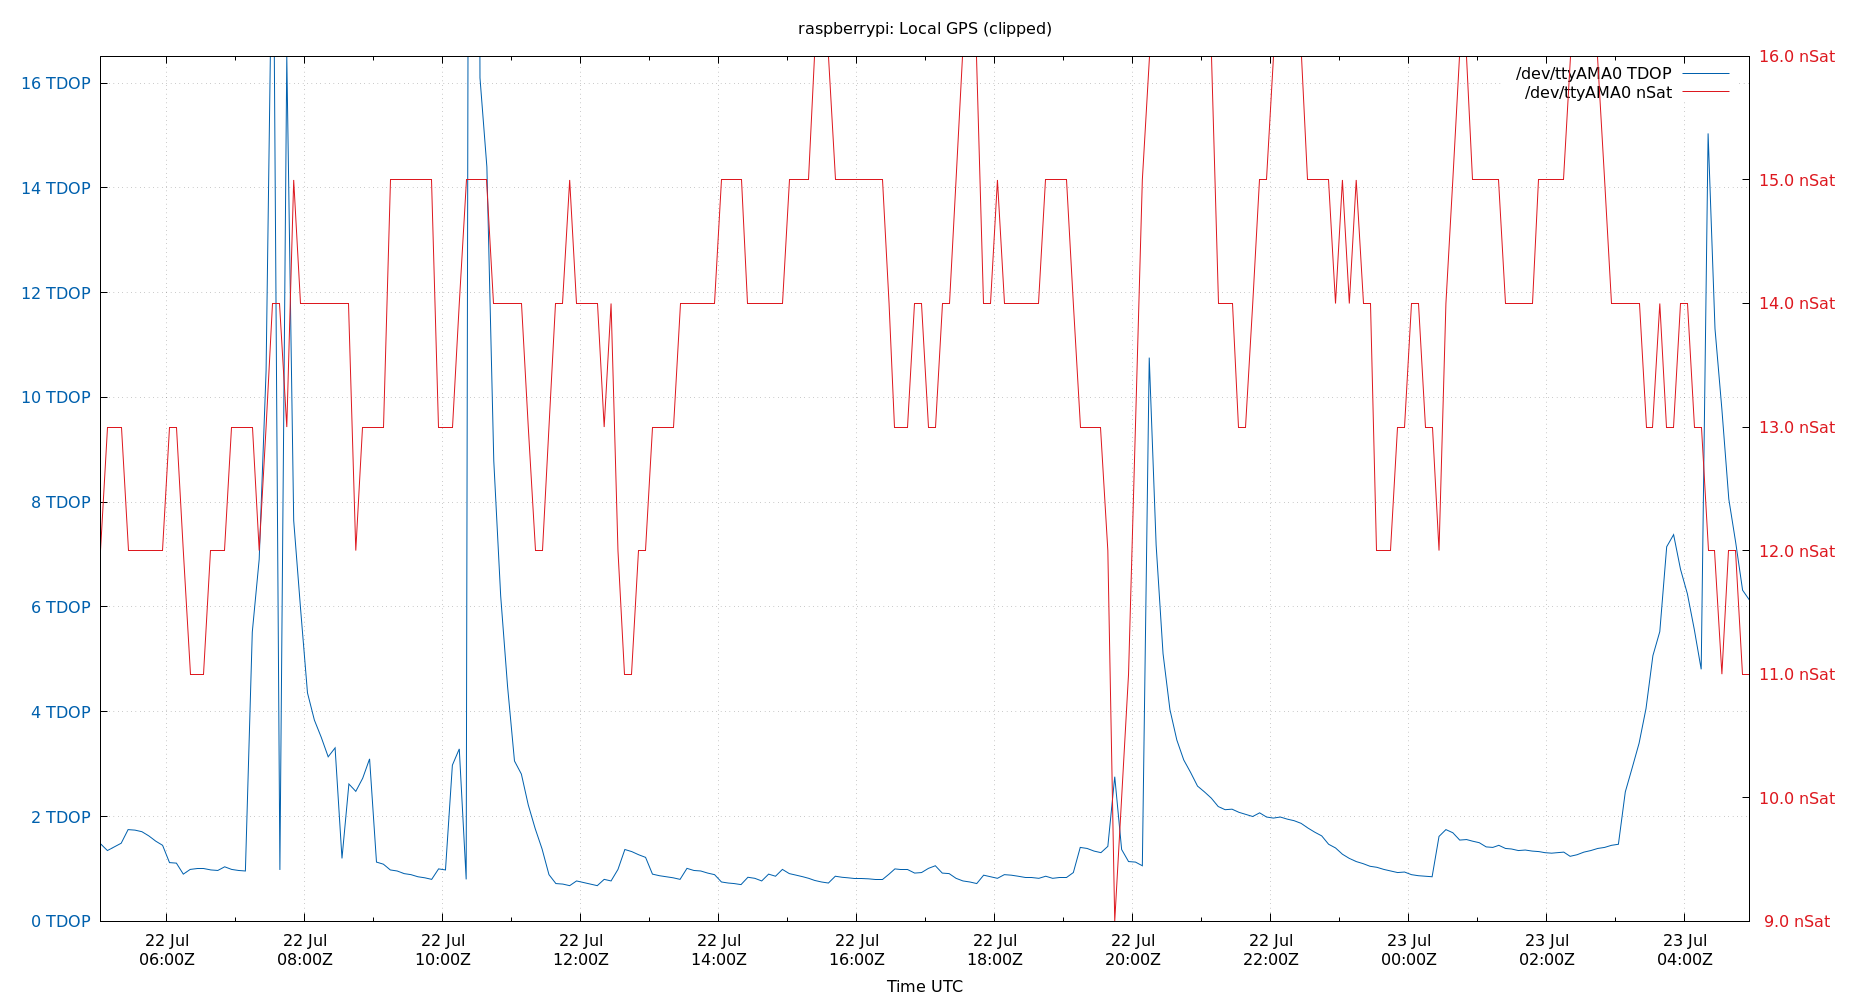 raspberrypi: Local GPS (clipped)
16 TDOP
14 TDOP
12 TDOP
10 TDOP
8 TDOP
6 TDOP
4 TDOP
2 TDOP
0 TDOP
/dev/ttyAMA0 TDOP
/dev/ttyAMA0 nSat
16.0 nSat
15.0 nSat
14.0 nSat
13.0 nSat
12.0 nSat
11.0 nSat
10.0 nSat
9.0 nSat
22 Jul
06:00Z
22 Jul
08:00Z
22 Jul
10:00Z
22 Jul
12:00Z
22 Jul
14:00Z
22 Jul
16:00Z
22 Jul
18:00Z
22 Jul
20:00Z
22 Jul
22:00Z
23 Jul
00:00Z
23 Jul
02:00Z
23 Jul
04:00Z
Time UTC